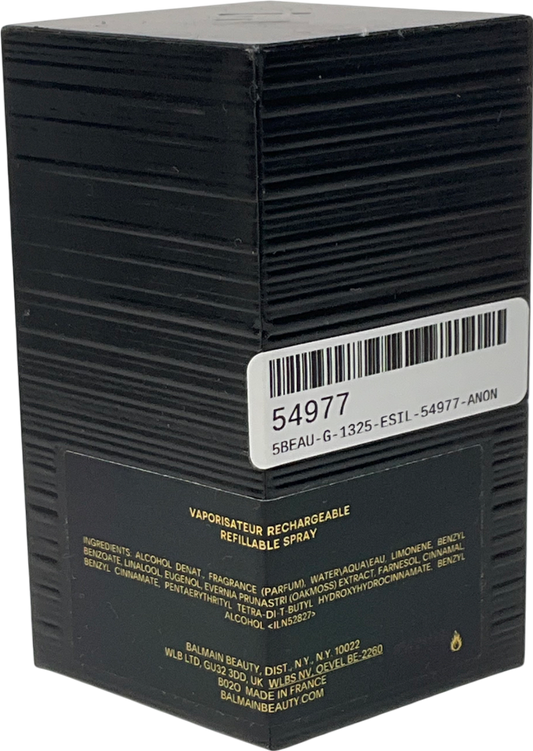 54977
5BEAU-G-1325-ESIL-54977-ANON
VAPORISATEUR RECHARGEABLE
REFILLABLE SPRAY
INGREDIENTS: ALCOHOL DENAT., FRAGRANCE (PARFUM), WATER\AQUA\EAU, LIMONENE, BENZYL
BENZOATE, LINALOOL, EUGENOL, EVERNIA PRUNASTRI (OAKMOSS) EXTRACT, FARNESOL, CINNAMAL,
BENZYL CINNAMATE, PENTAERYTHRITYL TETRA-DI-T-BUTYL HYDROXYHYDROCINNAMATE, BENZYL
ALCOHOL <ILN52827>
BALMAIN BEAUTY, DIST., N.Y., N.Y. 10022
WLB LTD, GU32 3DD, UK WLBS NV, OEVEL BE-2260
B02O MADE IN FRANCE
BALMAINBEAUTY.COM